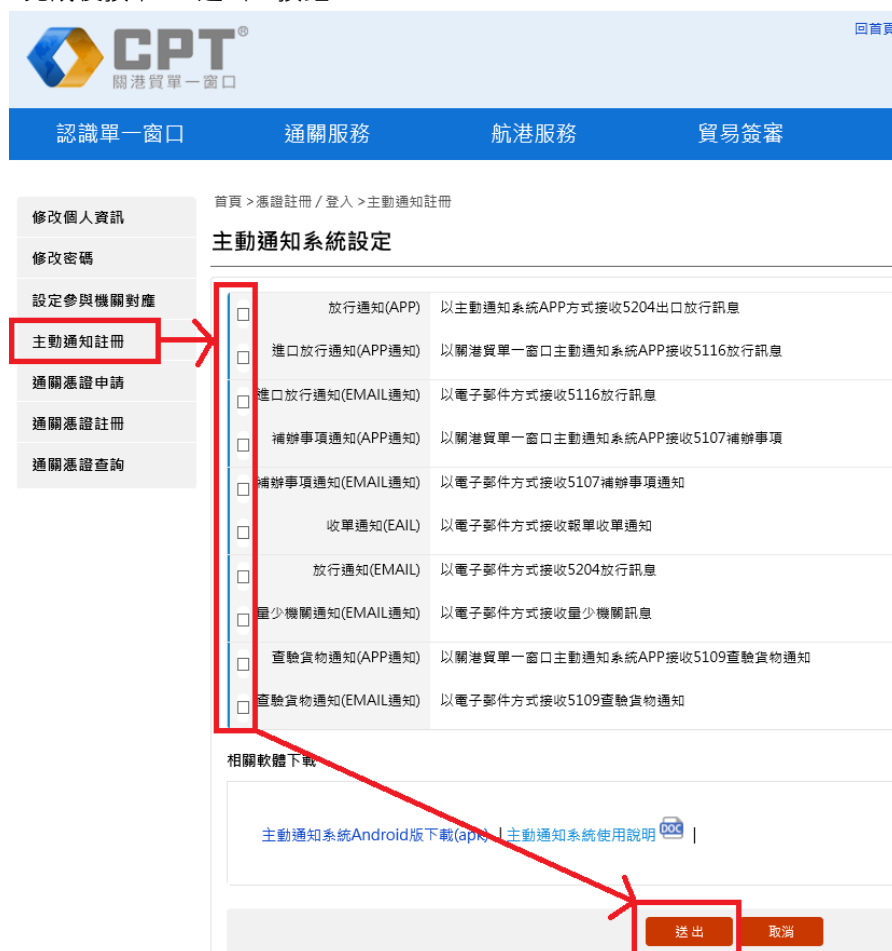 回首頁
CPT®
關港貿單一窗口
認識單一窗口 通關服務 航港服務 貿易簽審
修改個人資訊
修改密碼
設定參與機關對應
主動通知註冊
通關憑證申請
通關憑證註冊
通關憑證查詢
首頁 >憑證註冊 / 登入 >主動通知註冊
主動通知系統設定
放行通知(APP) 以主動通知系統APP方式接收5204出口放行訊息
進口放行通知(APP通知) 以關港貿單一窗口主動通知系統APP接收5116放行訊息
進口放行通知(EMAIL通知) 以電子郵件方式接收5116放行訊息
補辦事項通知(APP通知) 以關港貿單一窗口主動通知系統APP接收5107補辦事項
補辦事項通知(EMAIL通知) 以電子郵件方式接收5107補辦事項通知
收單通知(EAIL) 以電子郵件方式接收報單收單通知
放行通知(EMAIL) 以電子郵件方式接收5204放行訊息
量少機關通知(EMAIL通知) 以電子郵件方式接收量少機關訊息
查驗貨物通知(APP通知) 以關港貿單一窗口主動通知系統APP接收5109查驗貨物通知
查驗貨物通知(EMAIL通知) 以電子郵件方式接收5109查驗貨物通知
相關軟體下載
主動通知系統Android版下載(apk) | 主動通知系統使用說明 DOC |
送出 取消